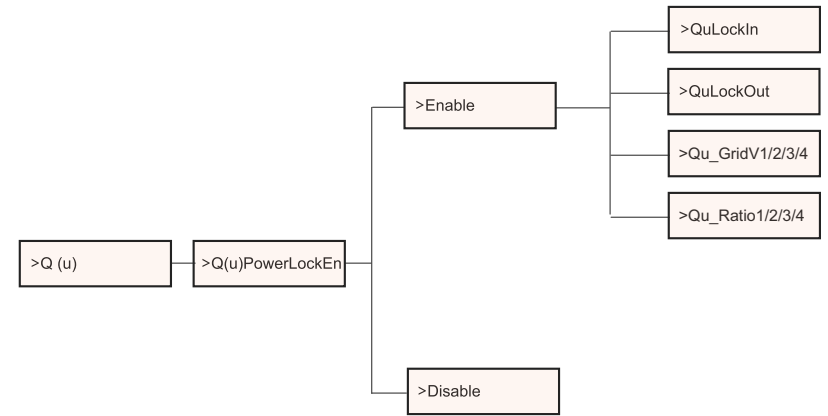 >Q (u)
>Q(u)PowerLockEn
>Enable
>QuLockIn
>QuLockOut
>Qu_GridV1/2/3/4
>Qu_Ratio1/2/3/4
>Disable